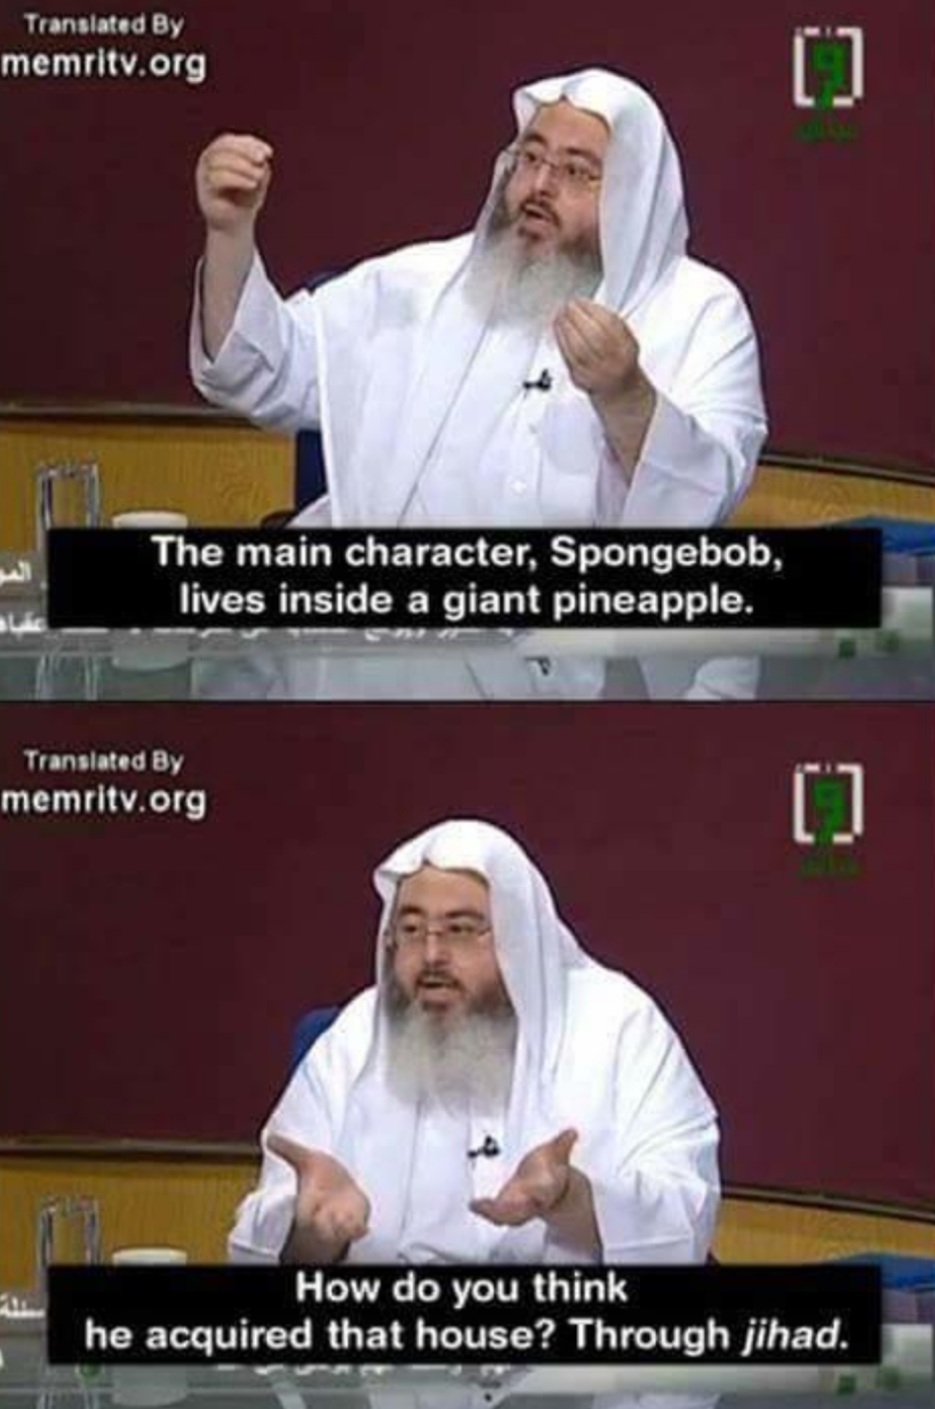 Translated By
memritv.org
The main character, Spongebob,
lives inside a giant pineapple.
Translated By
memritv.org
How do you think
he acquired that house? Through jihad.